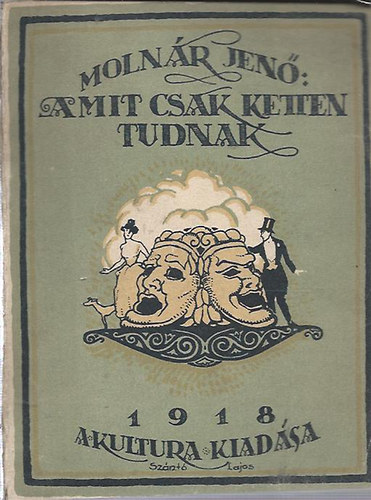 MOLNÁR JENŐ:
AMIT CSAK KETTEN
TUDNAK
1918
A KULTURA KIADÁSA
Szántó Lajos